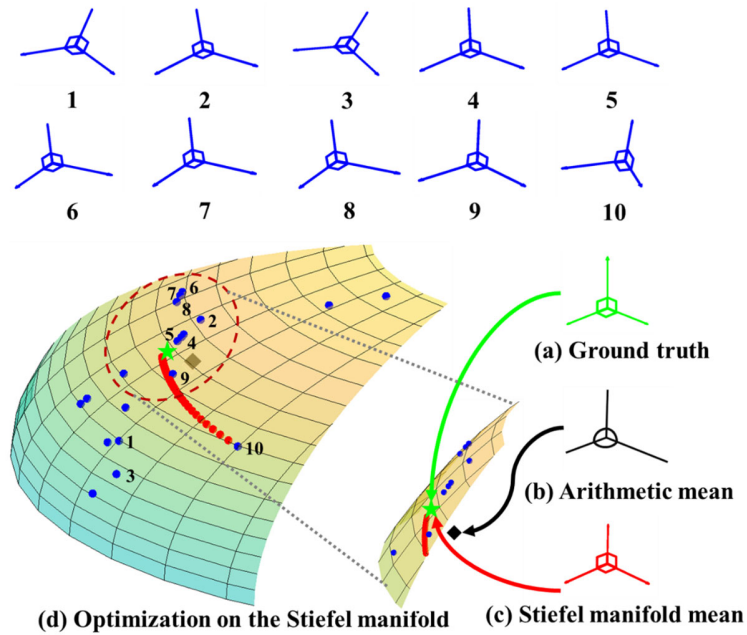 1 2 3 4 5
6 7 8 9 10
7 6
8 2
5 4
9
1 10
3
(a) Ground truth
(b) Arithmetic mean
(c) Stiefel manifold mean
(d) Optimization on the Stiefel manifold